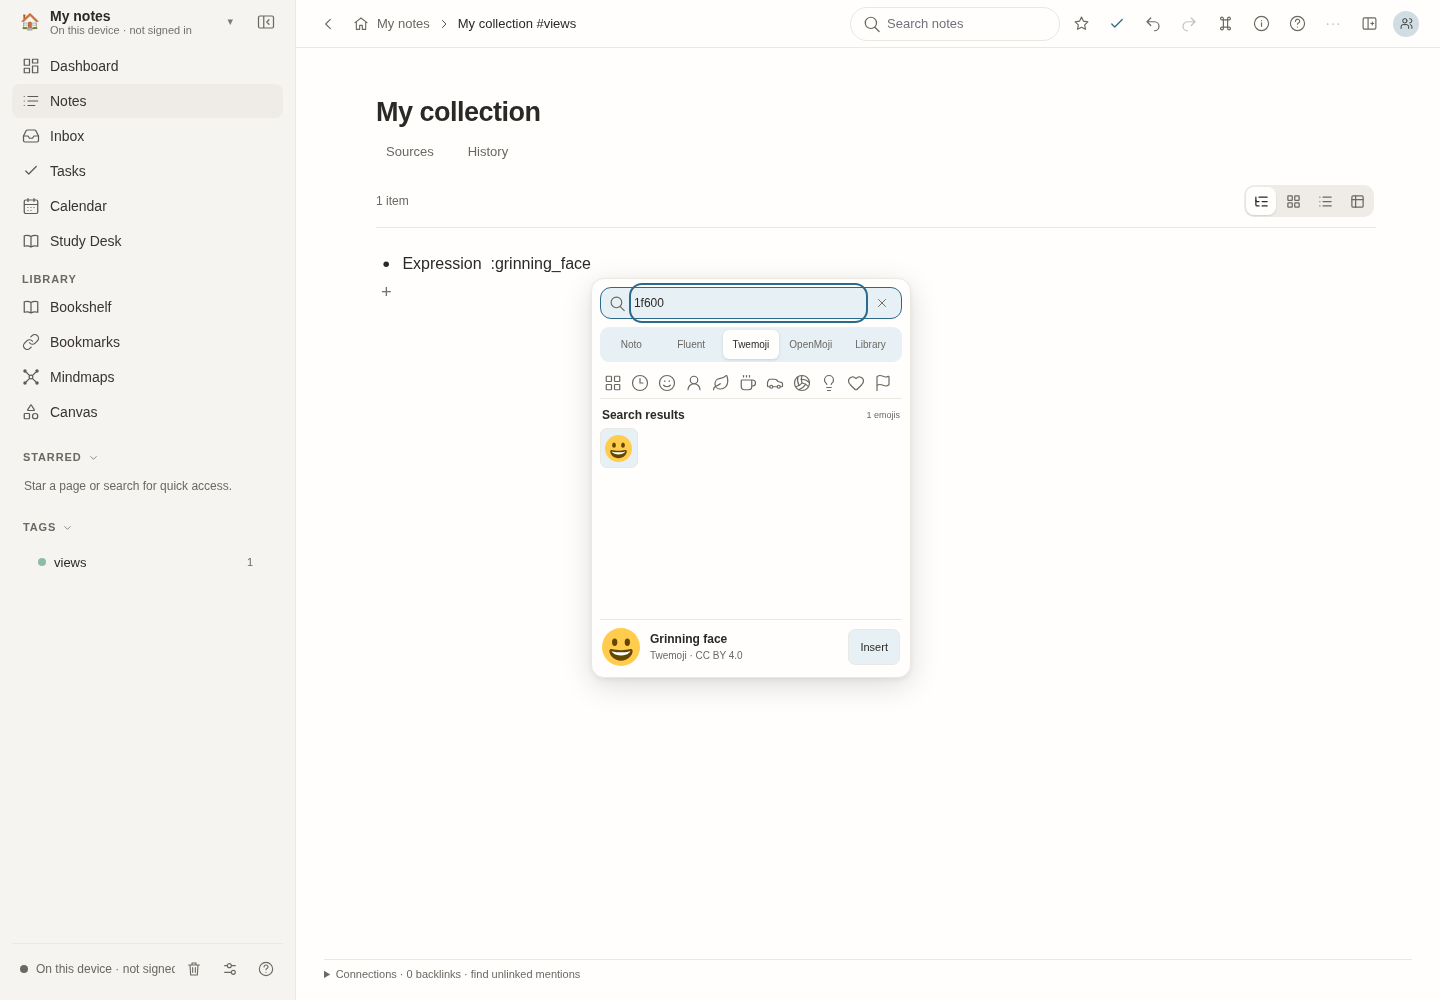 My notes
On this device · not signed in
Dashboard
Notes
Inbox
Tasks
Calendar
Study Desk
LIBRARY
Bookshelf
Bookmarks
Mindmaps
Canvas
STARRED
Star a page or search for quick access.
TAGS
views 1
On this device · not signed
My notes My collection #views
Search notes
My collection
Sources History
1 item
Expression :grinning_face
1f600
Noto Fluent Twemoji OpenMoji Library
Search results 1 emojis
Grinning face
Twemoji · CC BY 4.0
Insert
Connections · 0 backlinks · find unlinked mentions